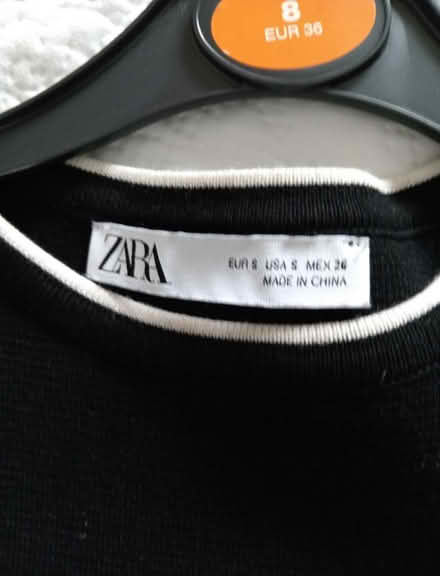 8
EUR 36
ZARA
EUR S USA S MEX 26
MADE IN CHINA